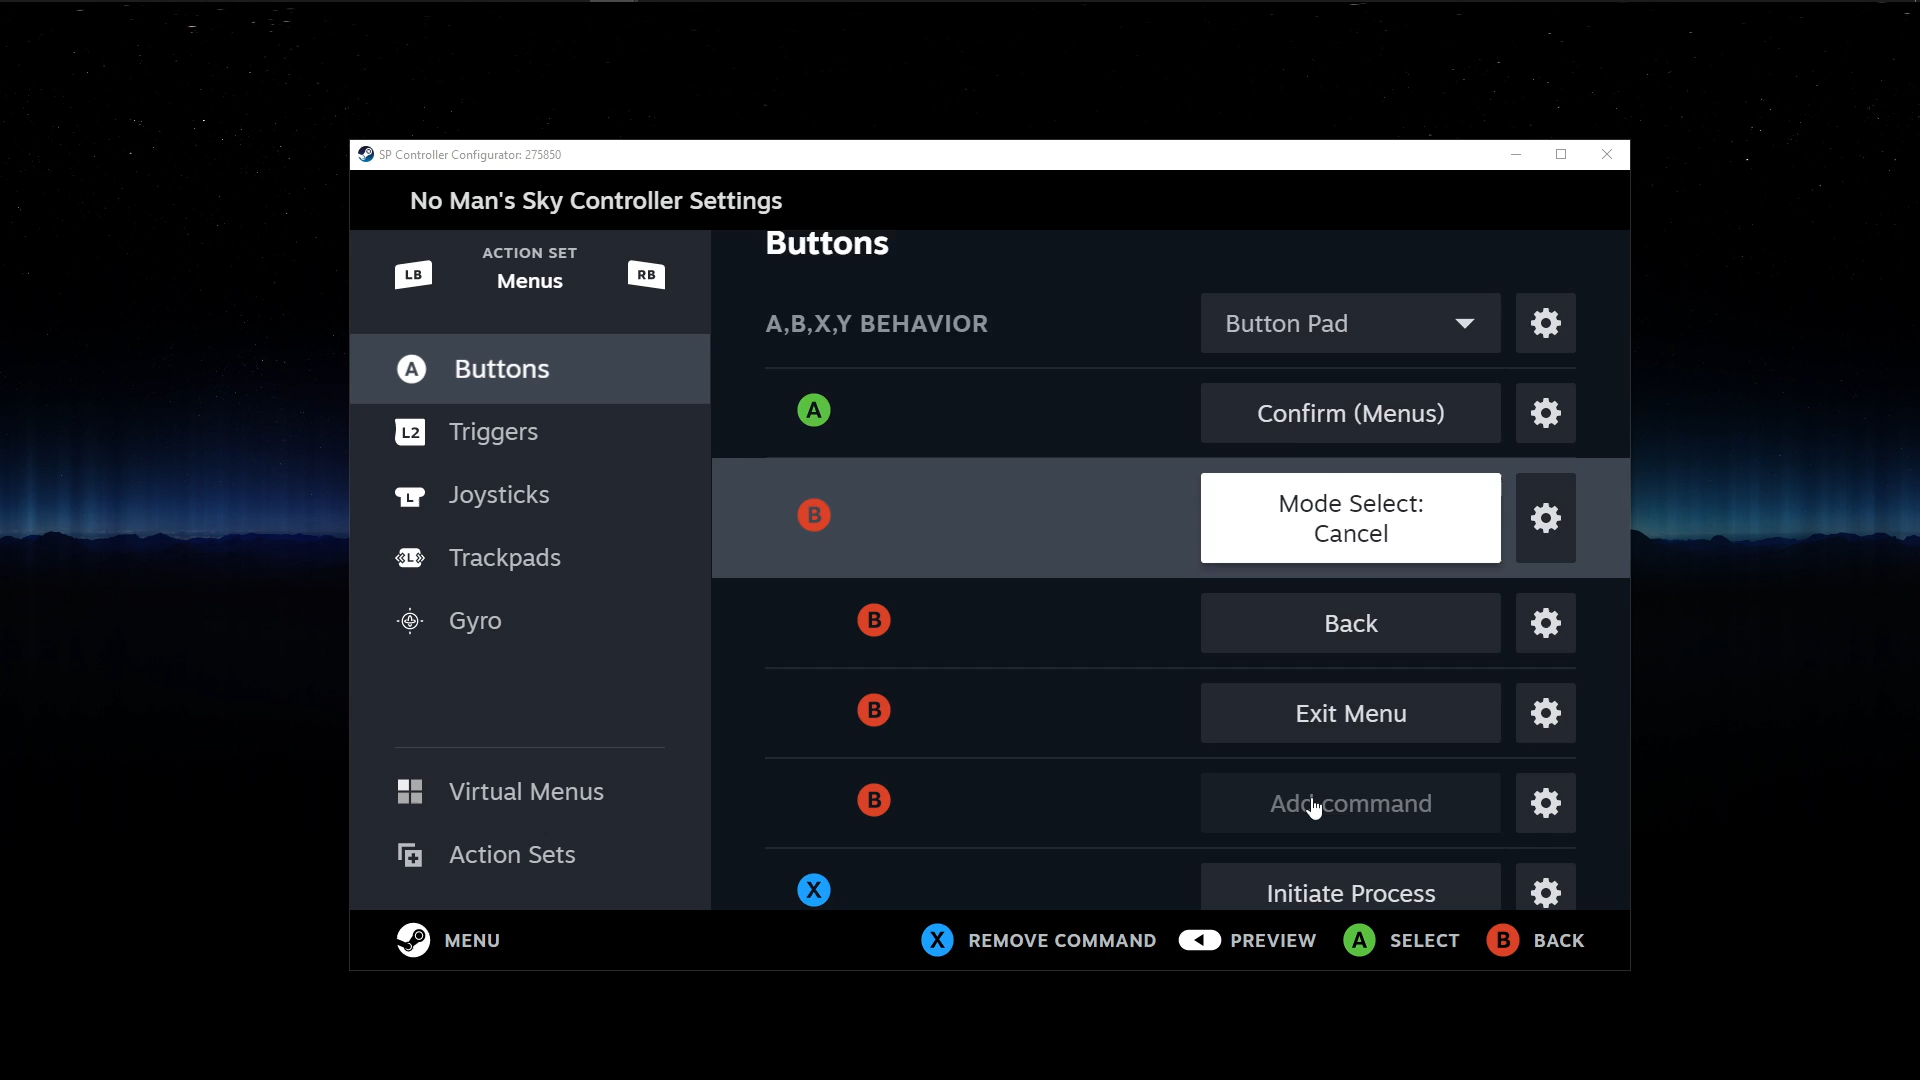 SP Controller Configurator: 275850
No Man's Sky Controller Settings
LB
ACTION SET
Menus
RB
A Buttons
L2 Triggers
L Joysticks
L Trackpads
Gyro
Virtual Menus
Action Sets
Buttons
A,B,X,Y BEHAVIOR
Button Pad
A
Confirm (Menus)
B
Mode Select:
Cancel
B
Back
B
Exit Menu
B
Add command
X
Initiate Process
MENU
X REMOVE COMMAND
PREVIEW
A SELECT
B BACK